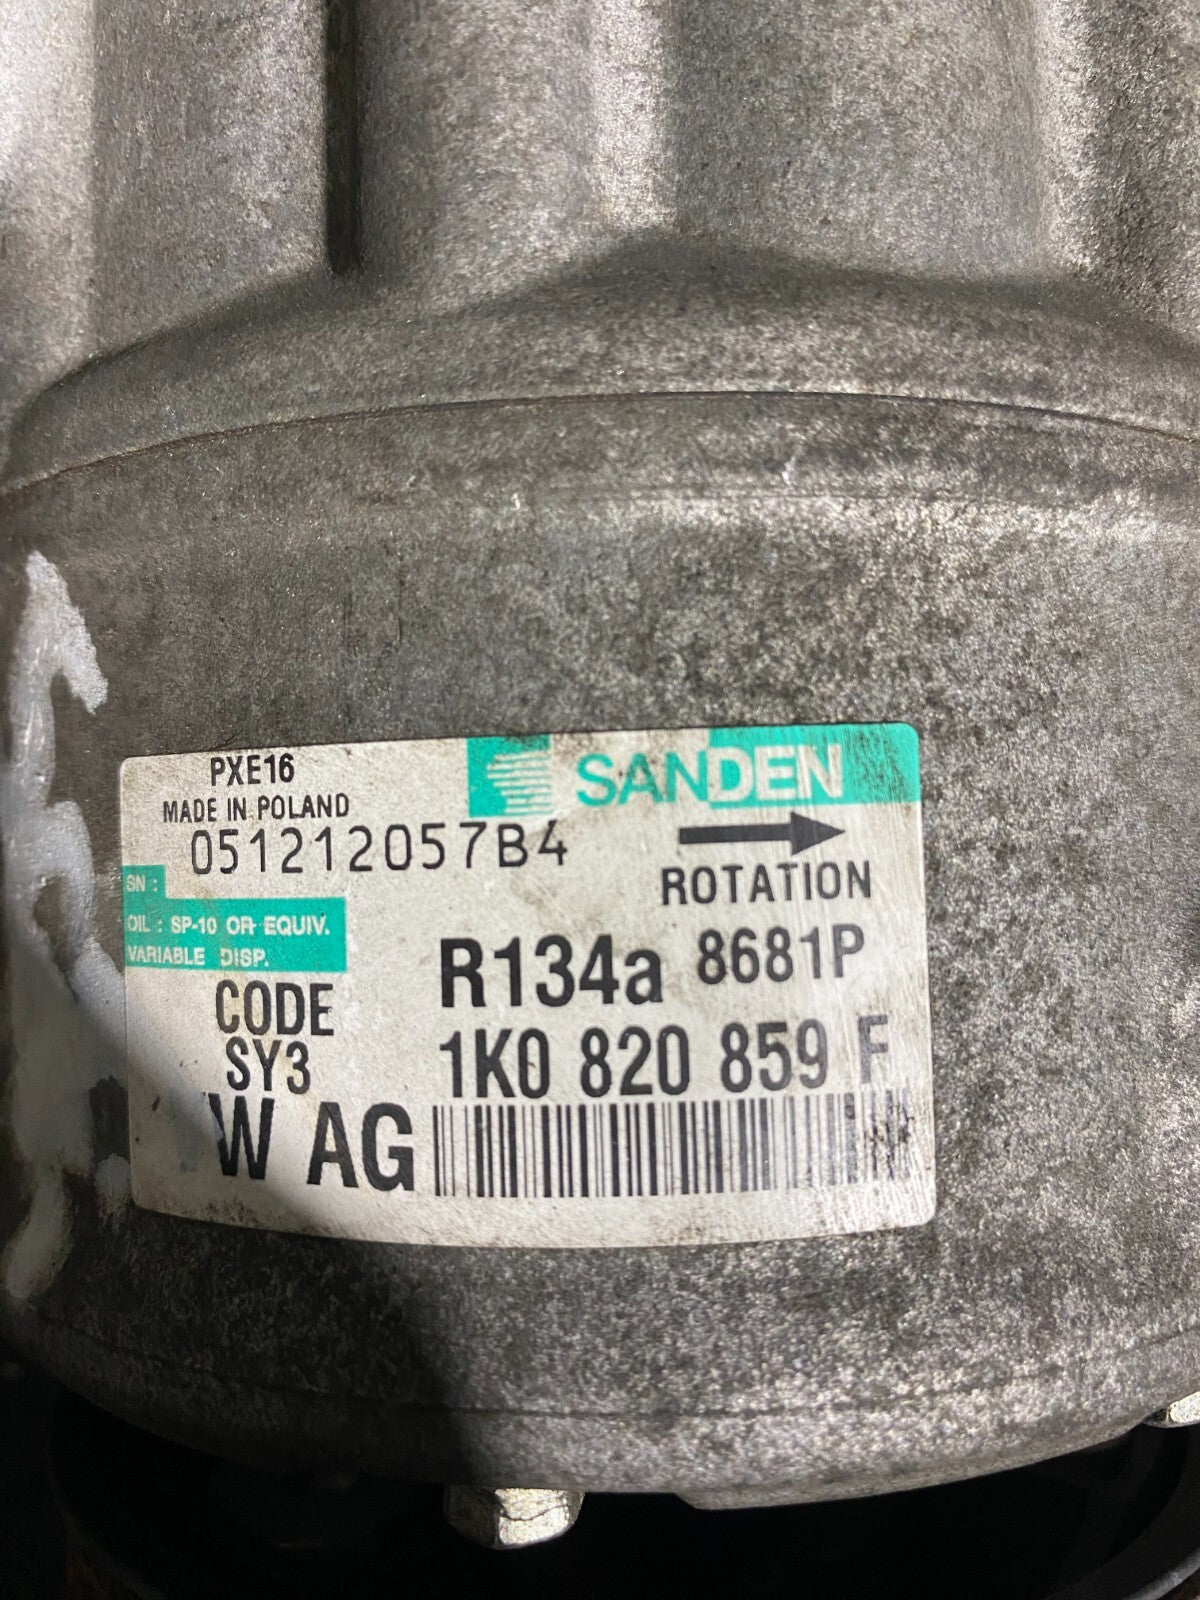 PXE16
SANDEN
MADE IN POLAND
051212057B4
ROTATION
SN :
OIL : SP-10 OR EQUIV.
VARIABLE DISP.
R134a 8681P
CODE
SY3
1K0 820 859 F
W AG